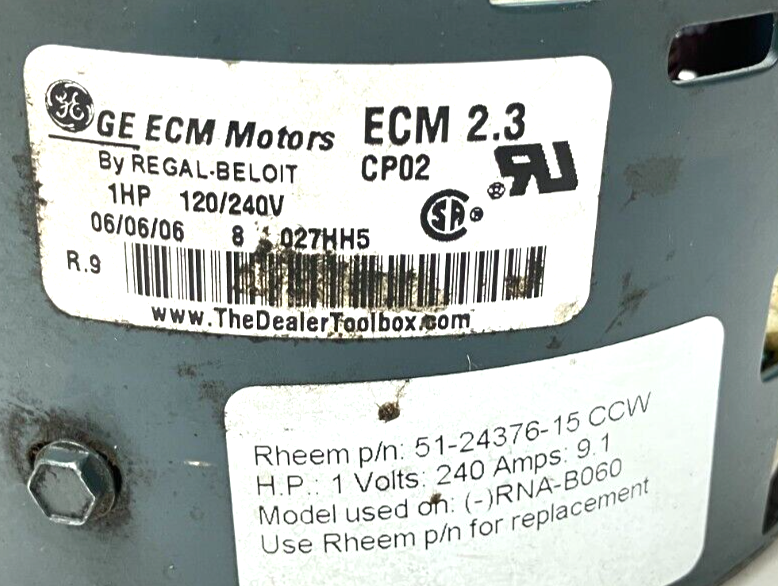 GE ECM Motors ECM 2.3
By REGAL-BELOIT CP02
1HP 120/240V
06/06/06 8 027HH5
R.9
www.TheDealerToolbox.com
Rheem p/n: 51-24376-15 CCW
H.P.: 1 Volts: 240 Amps: 9.1
Model used on: (-)RNA-B060
Use Rheem p/n for replacement